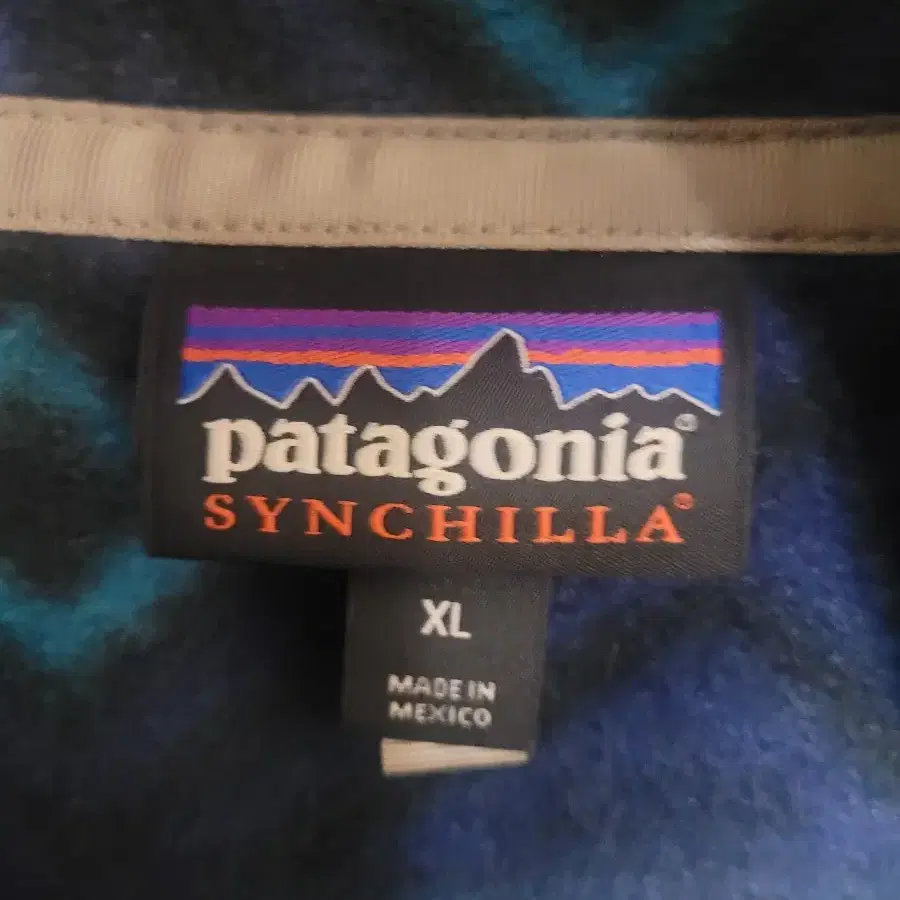 patagonia®
SYNCHILLA®
XL
MADE IN
MEXICO